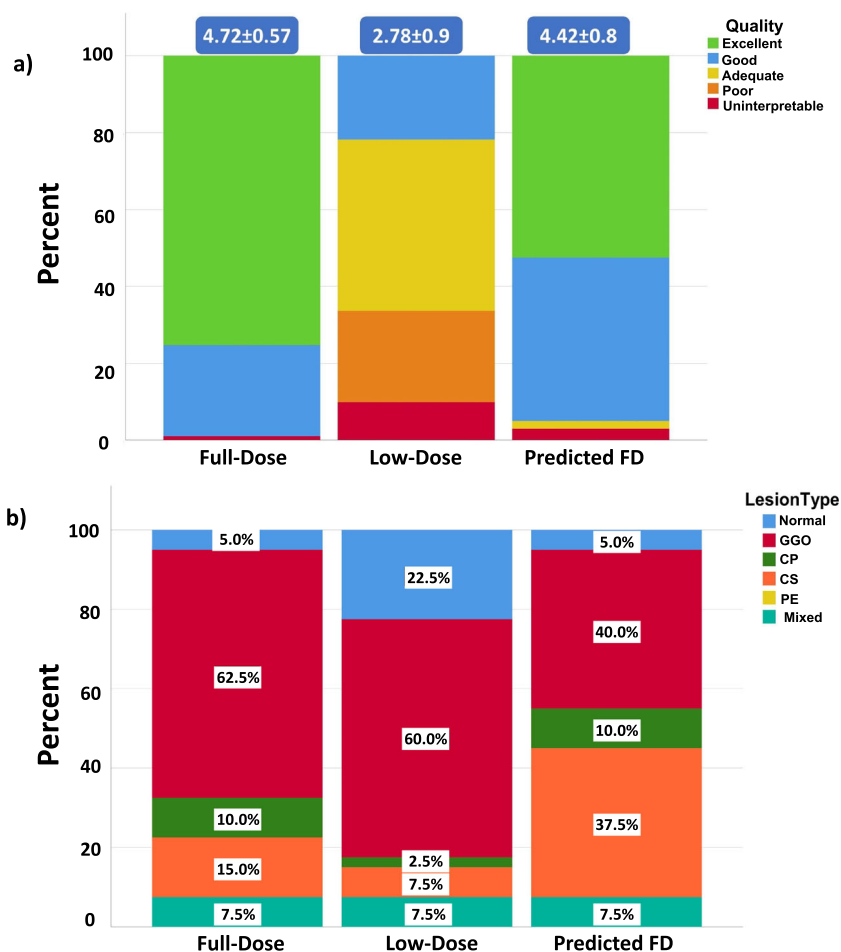 a)
4.72±0.57
2.78±0.9
4.42±0.8
Quality
Excellent
Good
Adequate
Poor
Uninterpretable
Percent
100
80
60
40
20
0
Full-Dose
Low-Dose
Predicted FD
b)
LesionType
Normal
GGO
CP
CS
PE
Mixed
Percent
100
80
60
40
20
0
5.0%
62.5%
10.0%
15.0%
7.5%
22.5%
60.0%
2.5%
7.5%
7.5%
5.0%
40.0%
10.0%
37.5%
7.5%
Full-Dose
Low-Dose
Predicted FD